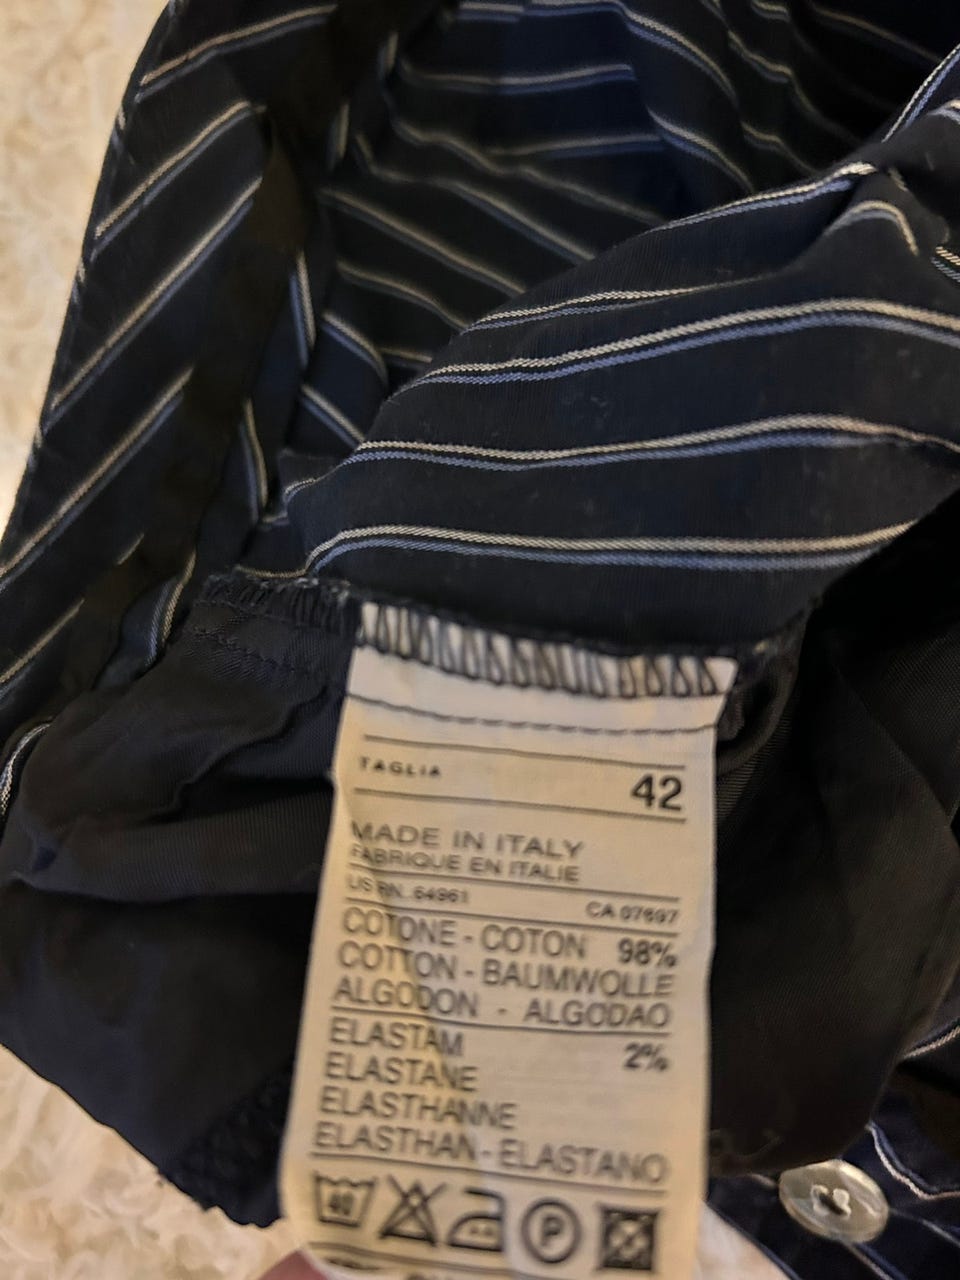 TAGLIA 42
MADE IN ITALY
FABRIQUE EN ITALIE
US RN. 64961 CA 07697
COTONE - COTON 98%
COTTON - BAUMWOLLE
ALGODON - ALGODAO
ELASTAM 2%
ELASTANE
ELASTHANNE
ELASTHAN - ELASTANO
40 P